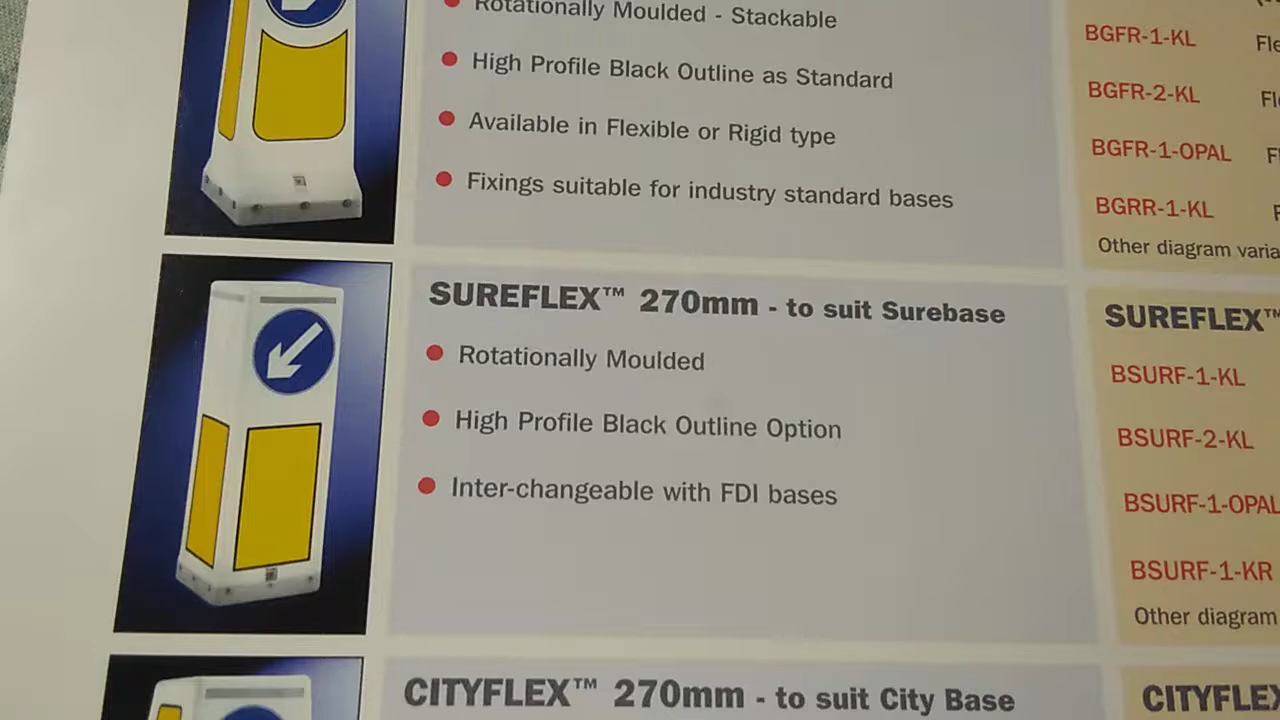 Rotationally Moulded - Stackable
High Profile Black Outline as Standard
Available in Flexible or Rigid type
Fixings suitable for industry standard bases
BGFR-1-KL
BGFR-2-KL
BGFR-1-OPAL
BGRR-1-KL
Other diagram
SUREFLEX™ 270mm - to suit Surebase
Rotationally Moulded
High Profile Black Outline Option
Inter-changeable with FDI bases
SUREFLEX™
BSURF-1-KL
BSURF-2-KL
BSURF-1-OPAL
BSURF-1-KR
Other diagram
CITYFLEX™ 270mm - to suit City Base